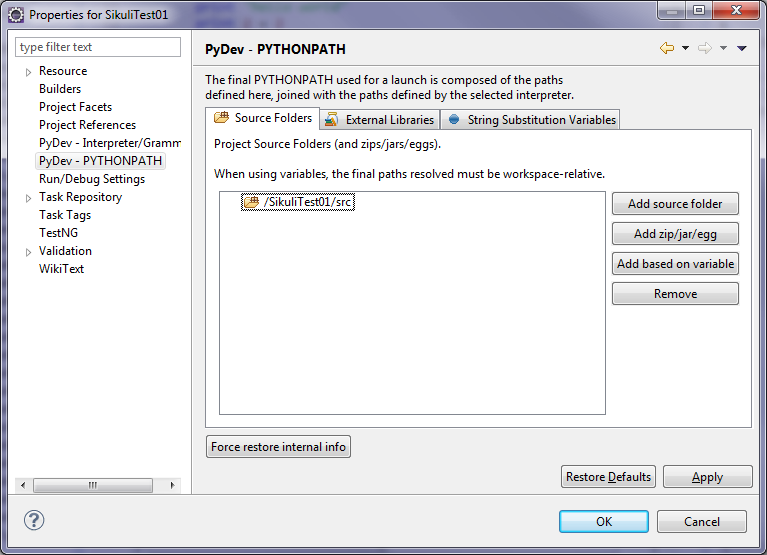 Properties for SikuliTest01
type filter text
Resource
Builders
Project Facets
Project References
PyDev - Interpreter/Gramm
PyDev - PYTHONPATH
Run/Debug Settings
Task Repository
Task Tags
TestNG
Validation
WikiText
PyDev - PYTHONPATH
The final PYTHONPATH used for a launch is composed of the paths
defined here, joined with the paths defined by the selected interpreter.
Source Folders External Libraries String Substitution Variables
Project Source Folders (and zips/jars/eggs).
When using variables, the final paths resolved must be workspace-relative.
/SikuliTest01/src
Add source folder
Add zip/jar/egg
Add based on variable
Remove
Force restore internal info
Restore Defaults Apply
OK Cancel